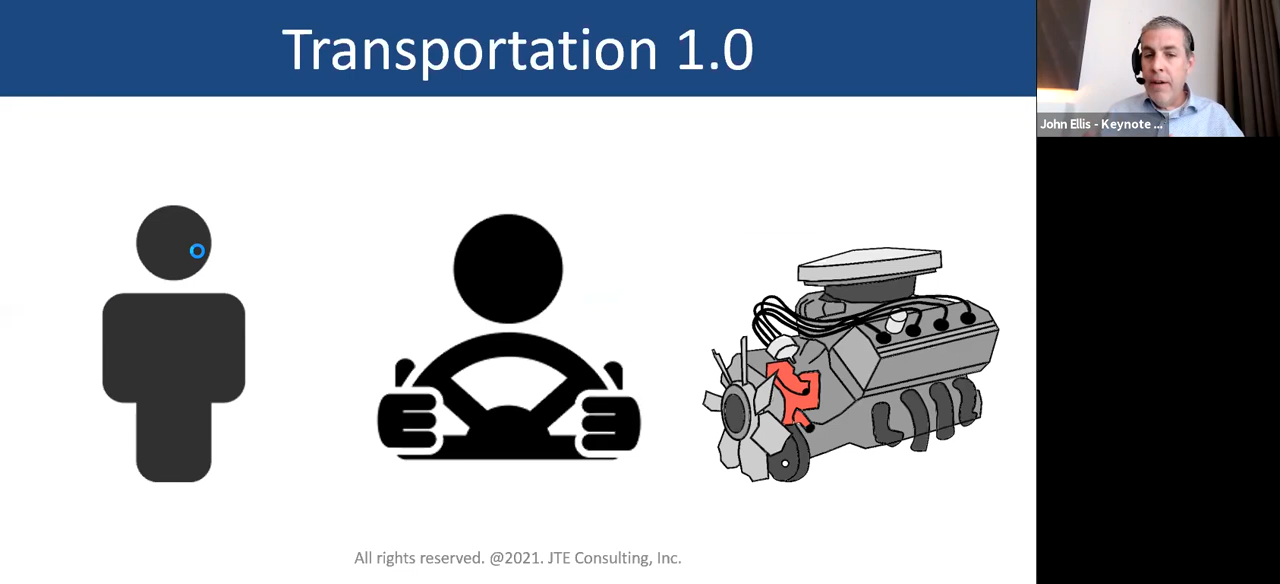 Transportation 1.0
John Ellis - Keynote ...
All rights reserved. @2021. JTE Consulting, Inc.